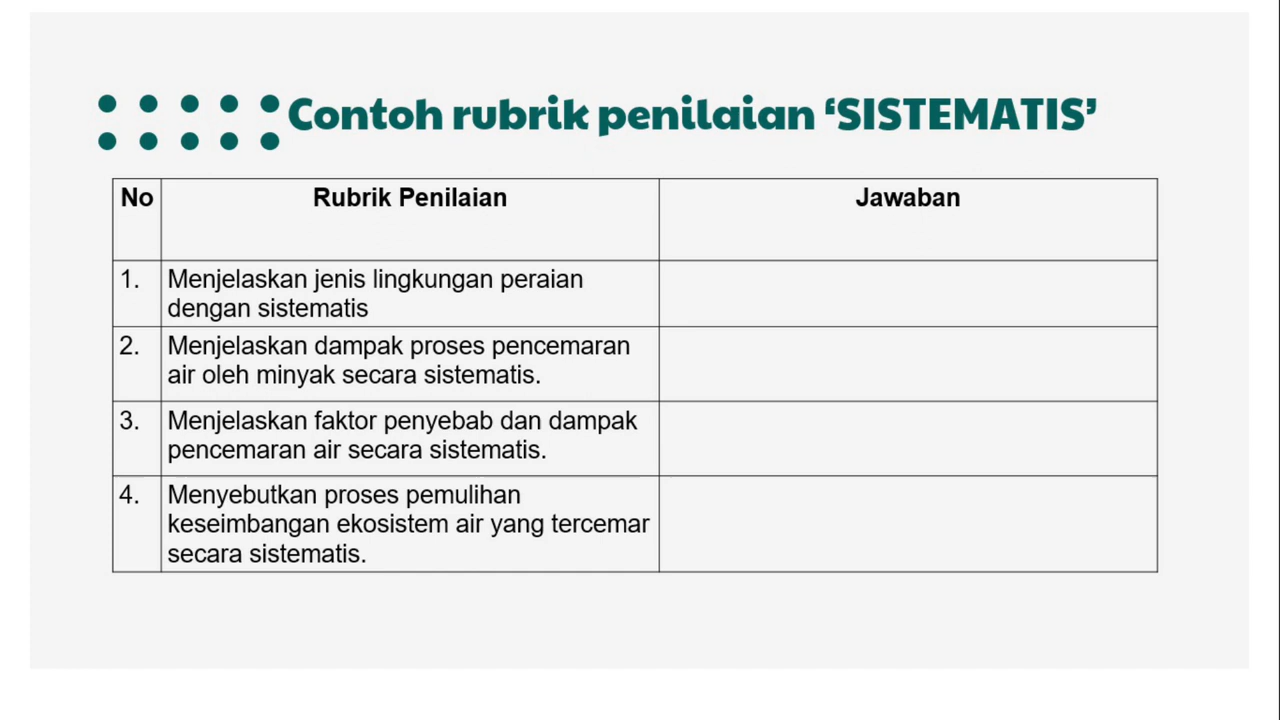 Contoh rubrik penilaian ‘SISTEMATIS’
No Rubrik Penilaian Jawaban
1. Menjelaskan jenis lingkungan peraian
dengan sistematis
2. Menjelaskan dampak proses pencemaran
air oleh minyak secara sistematis.
3. Menjelaskan faktor penyebab dan dampak
pencemaran air secara sistematis.
4. Menyebutkan proses pemulihan
keseimbangan ekosistem air yang tercemar
secara sistematis.